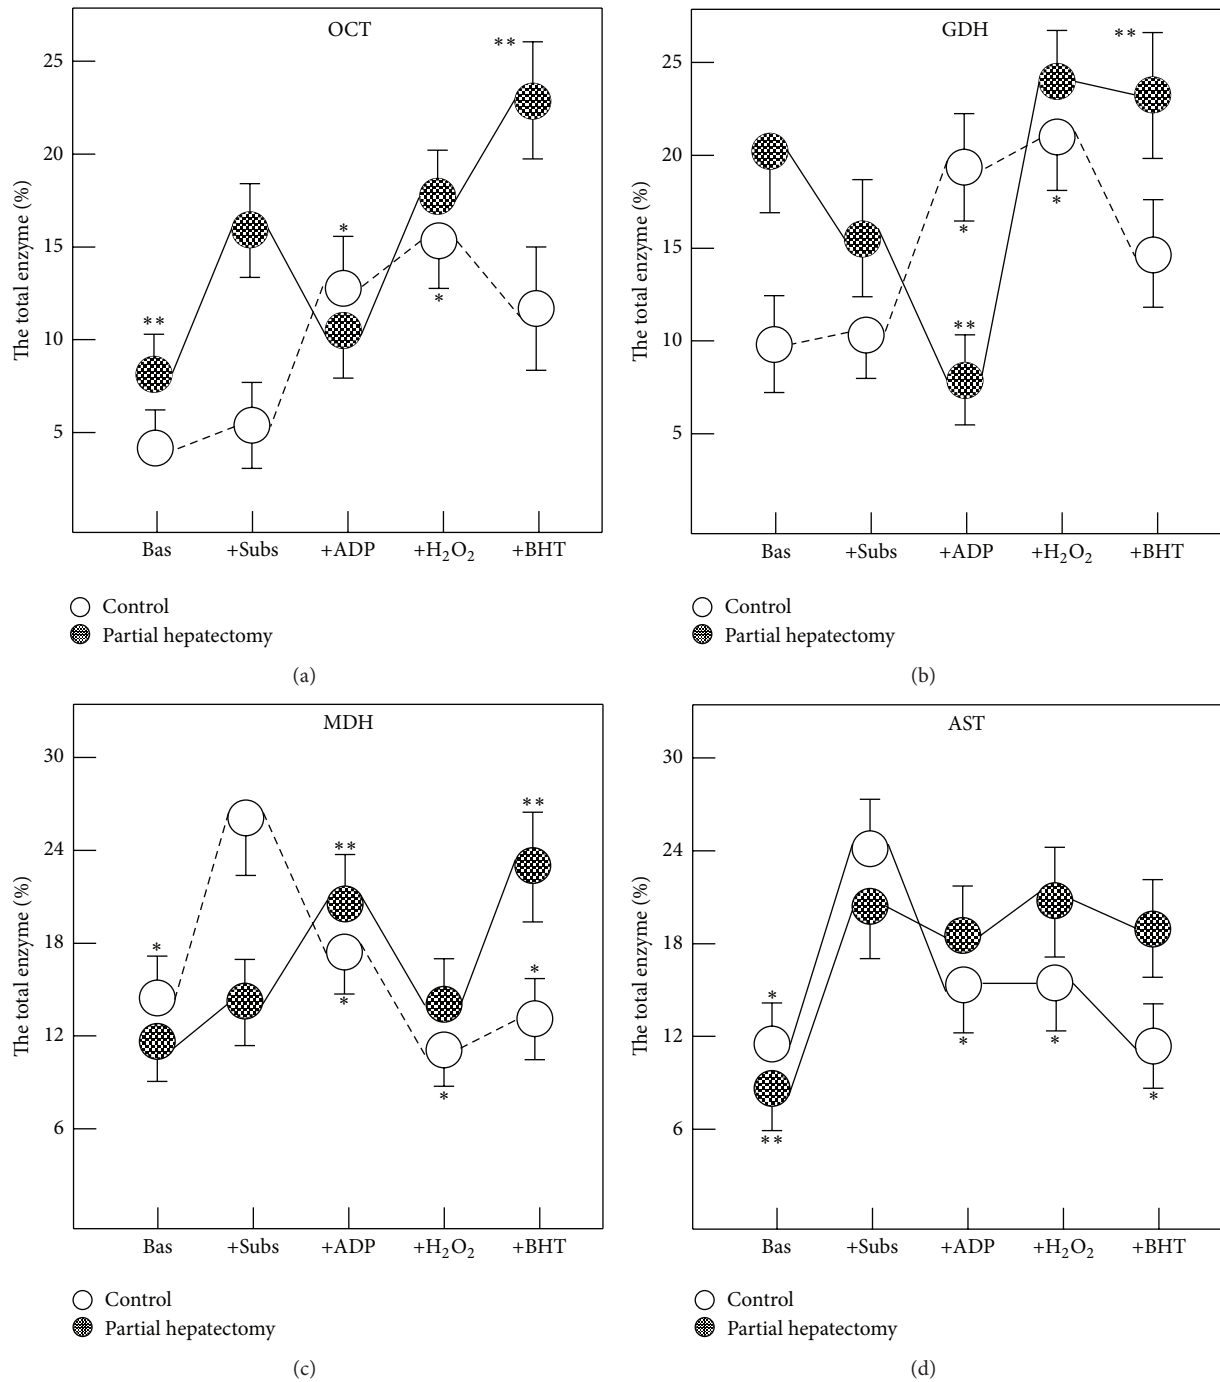 OCT
The total enzyme (%)
25
20
15
10
5
**
*
*
**
Bas +Subs +ADP +H₂O₂ +BHT
Control
Partial hepatectomy
(a)
GDH
The total enzyme (%)
25
20
15
10
5
**
*
*
**
Bas +Subs +ADP +H₂O₂ +BHT
Control
Partial hepatectomy
(b)
MDH
The total enzyme (%)
30
24
18
12
6
**
**
*
*
*
*
Bas +Subs +ADP +H₂O₂ +BHT
Control
Partial hepatectomy
(c)
AST
The total enzyme (%)
30
24
18
12
6
*
*
*
*
**
Bas +Subs +ADP +H₂O₂ +BHT
Control
Partial hepatectomy
(d)